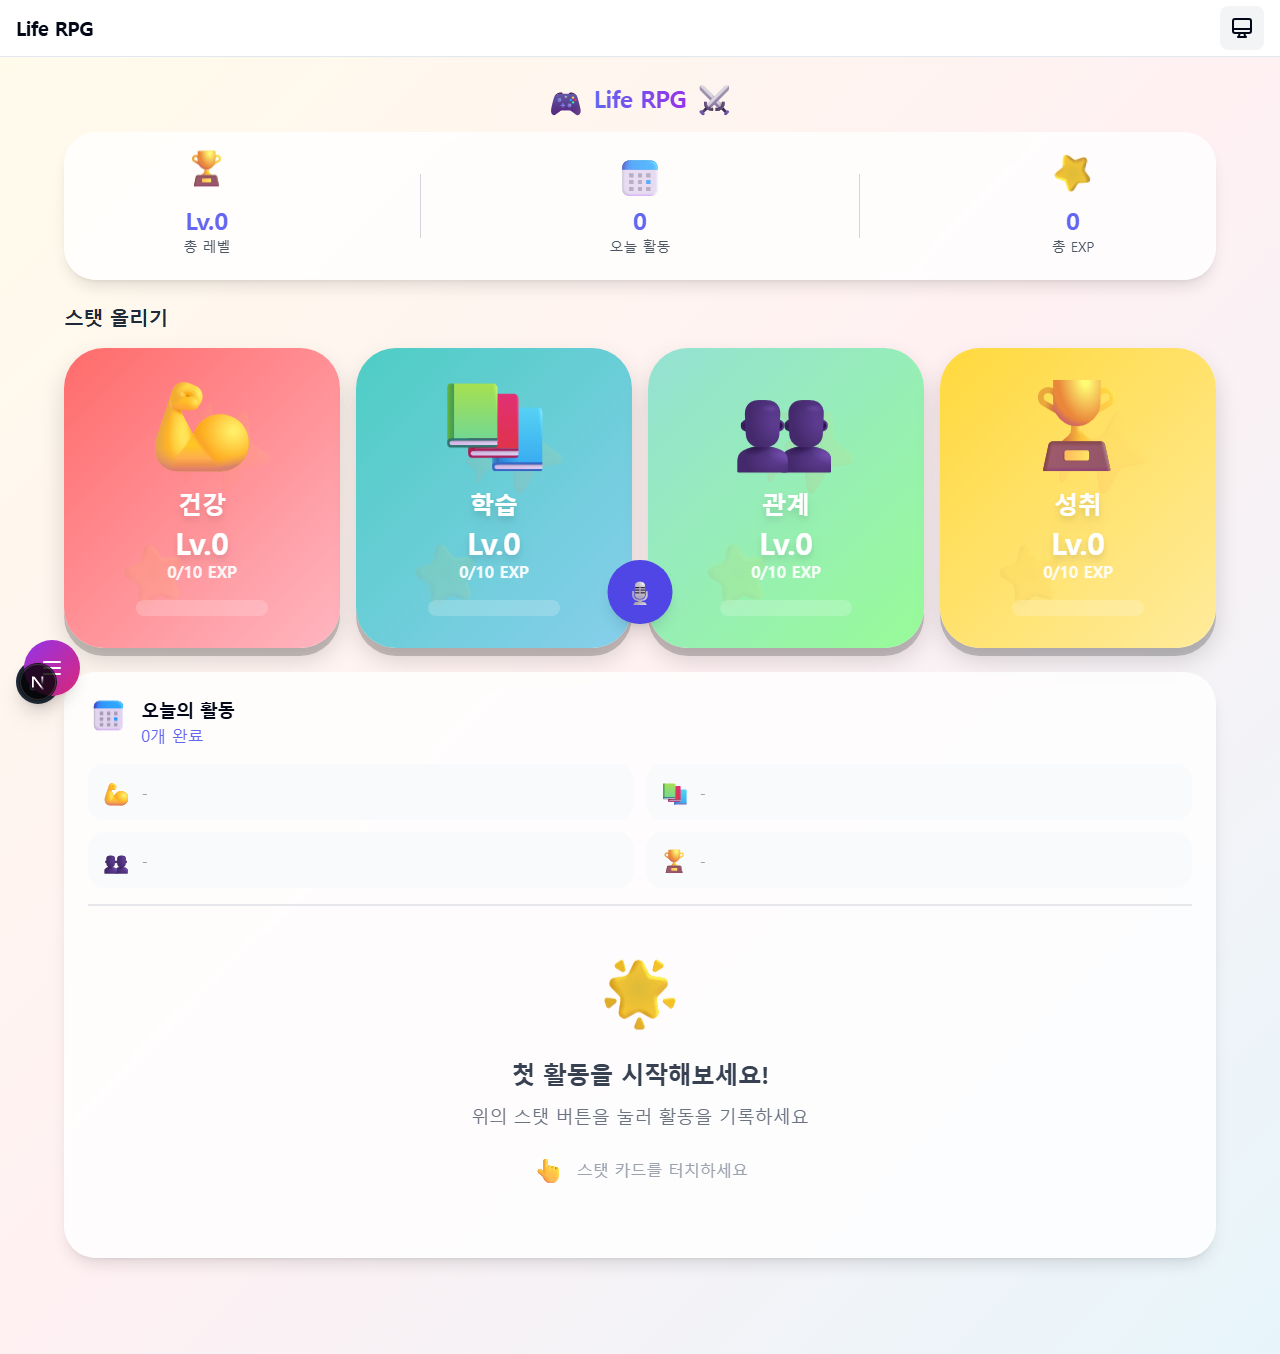 Life RPG
Life RPG
Lv.0
총 레벨
0
오늘 활동
0
총 EXP
스탯 올리기
건강
Lv.0
0/10 EXP
학습
Lv.0
0/10 EXP
관계
Lv.0
0/10 EXP
성취
Lv.0
0/10 EXP
N
오늘의 활동
0개 완료
-
-
-
-
첫 활동을 시작해보세요!
위의 스탯 버튼을 눌러 활동을 기록하세요
스탯 카드를 터치하세요